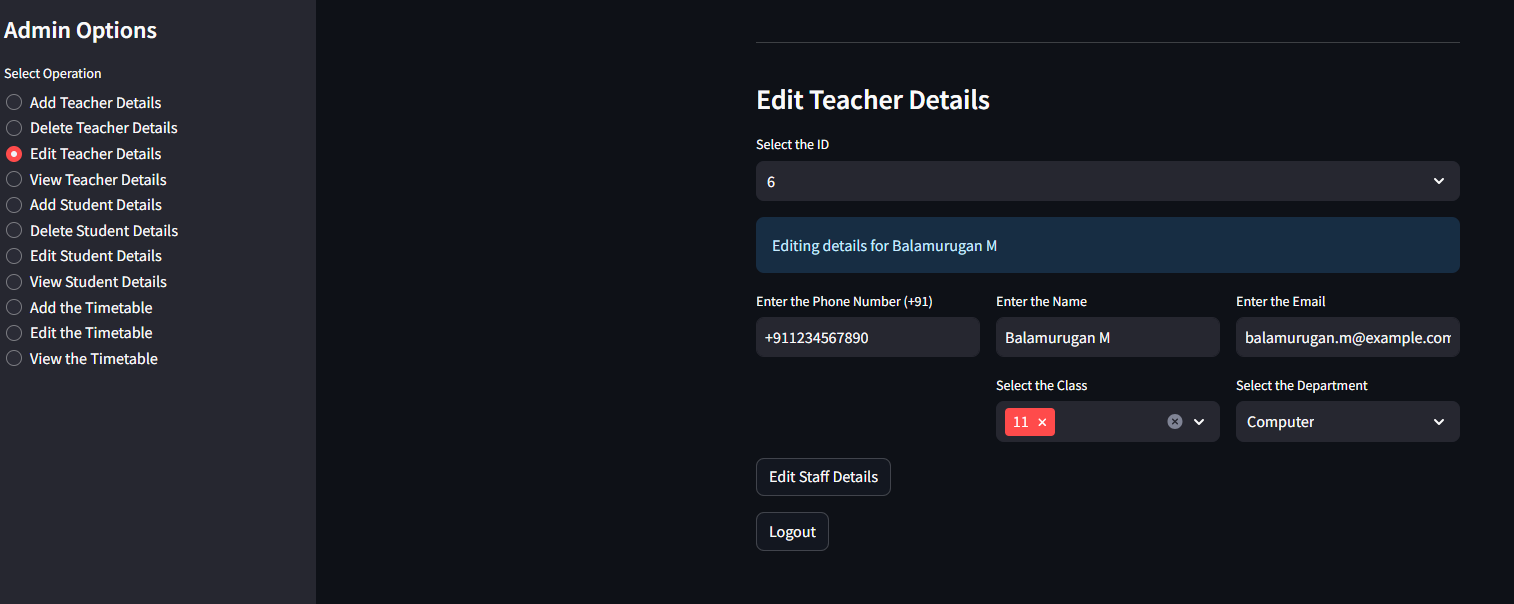 Admin Options
Select Operation
Add Teacher Details
Delete Teacher Details
Edit Teacher Details
View Teacher Details
Add Student Details
Delete Student Details
Edit Student Details
View Student Details
Add the Timetable
Edit the Timetable
View the Timetable
Edit Teacher Details
Select the ID
6
Editing details for Balamurugan M
Enter the Phone Number (+91) Enter the Name Enter the Email
+911234567890 Balamurugan M balamurugan.m@example.com
Select the Class Select the Department
11 Computer
Edit Staff Details
Logout